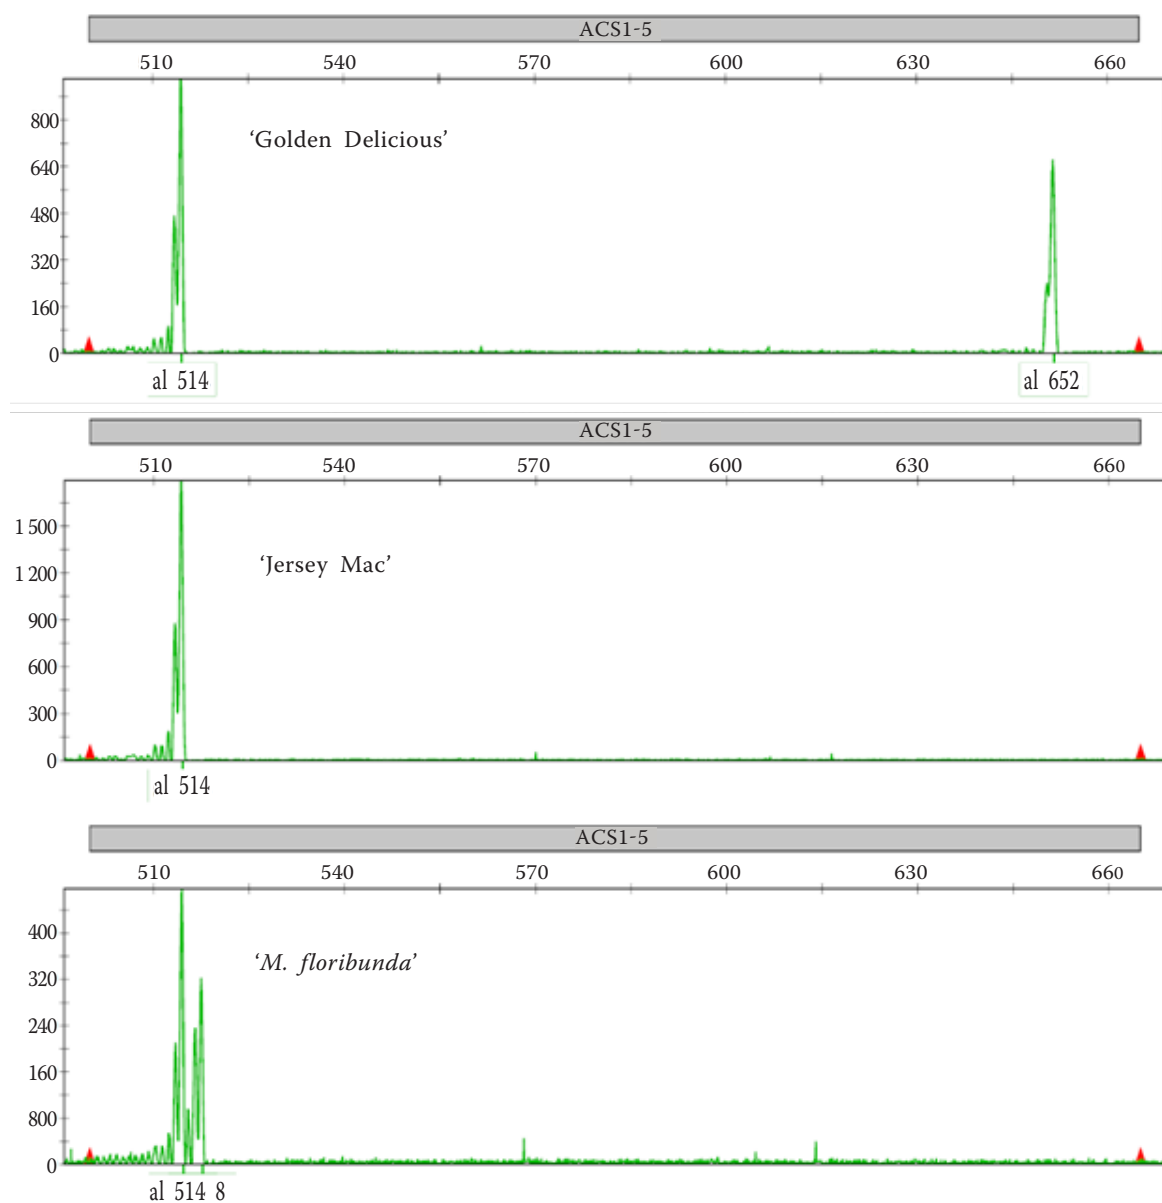 ACS1-5
510 540 570 600 630 660
800
‘Golden Delicious’
640
480
320
160
0
al 514 al 652
ACS1-5
510 540 570 600 630 660
1 500
‘Jersey Mac’
1 200
900
600
300
0
al 514
ACS1-5
510 540 570 600 630 660
400
‘M. floribunda’
320
240
160
800
0
al 514 8